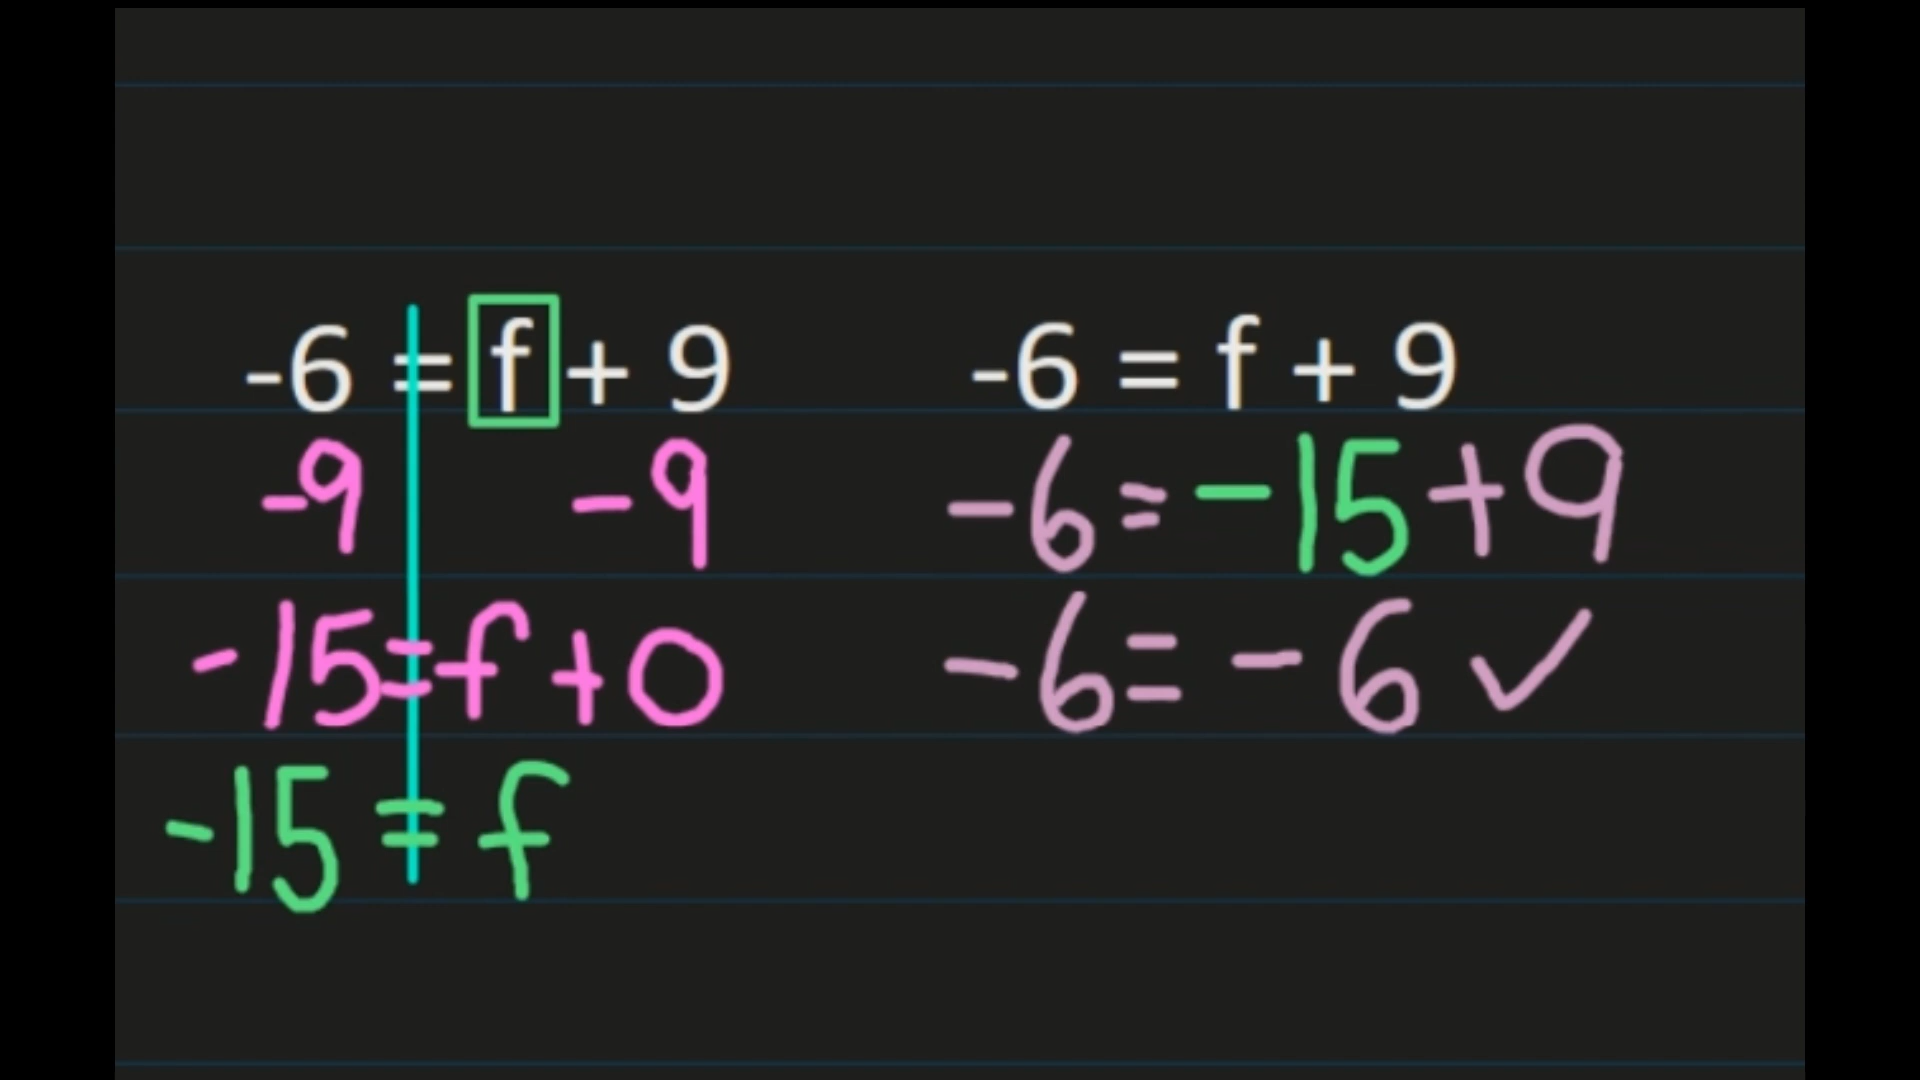 -6 = f + 9
-9 -9
-15=f+0
-15 = f
-6 = f + 9
-6=-15+9
-6=-6✓